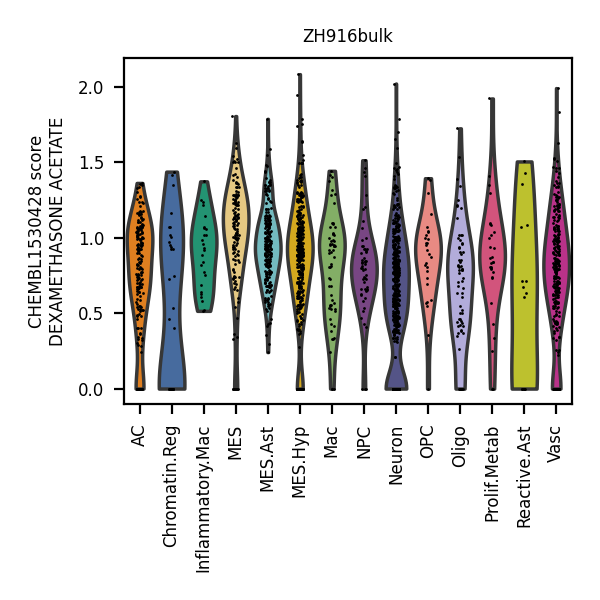 ZH916bulk
CHEMBL1530428 score
DEXAMETHASONE ACETATE
2.0
1.5
1.0
0.5
0.0
AC
Chromatin.Reg
Inflammatory.Mac
MES
MES.Ast
MES.Hyp
Mac
NPC
Neuron
OPC
Oligo
Prolif.Metab
Reactive.Ast
Vasc